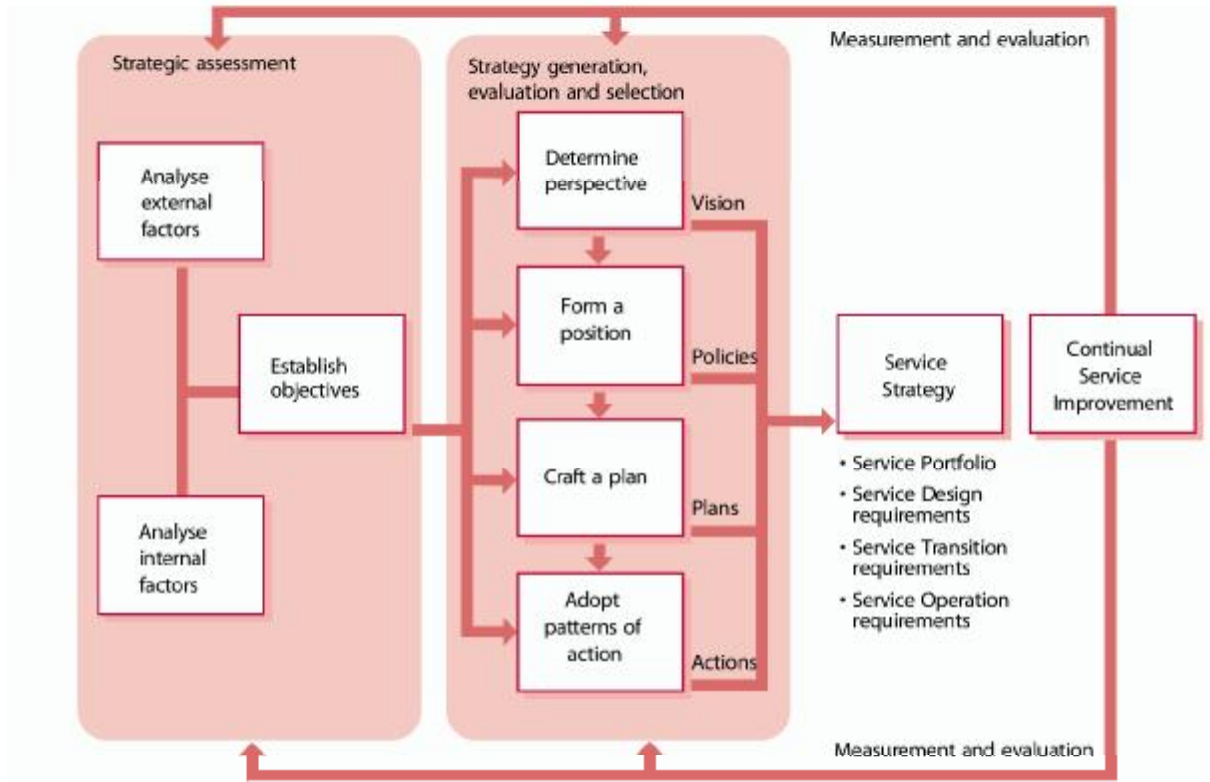 Measurement and evaluation
Strategic assessment
Strategy generation,
evaluation and selection
Analyse
external
factors
Establish
objectives
Analyse
internal
factors
Determine
perspective
Vision
Form a
position
Policies
Craft a plan
Plans
Adopt
patterns of
action
Actions
Service
Strategy
• Service Portfolio
• Service Design
requirements
• Service Transition
requirements
• Service Operation
requirements
Continual
Service
Improvement
Measurement and evaluation